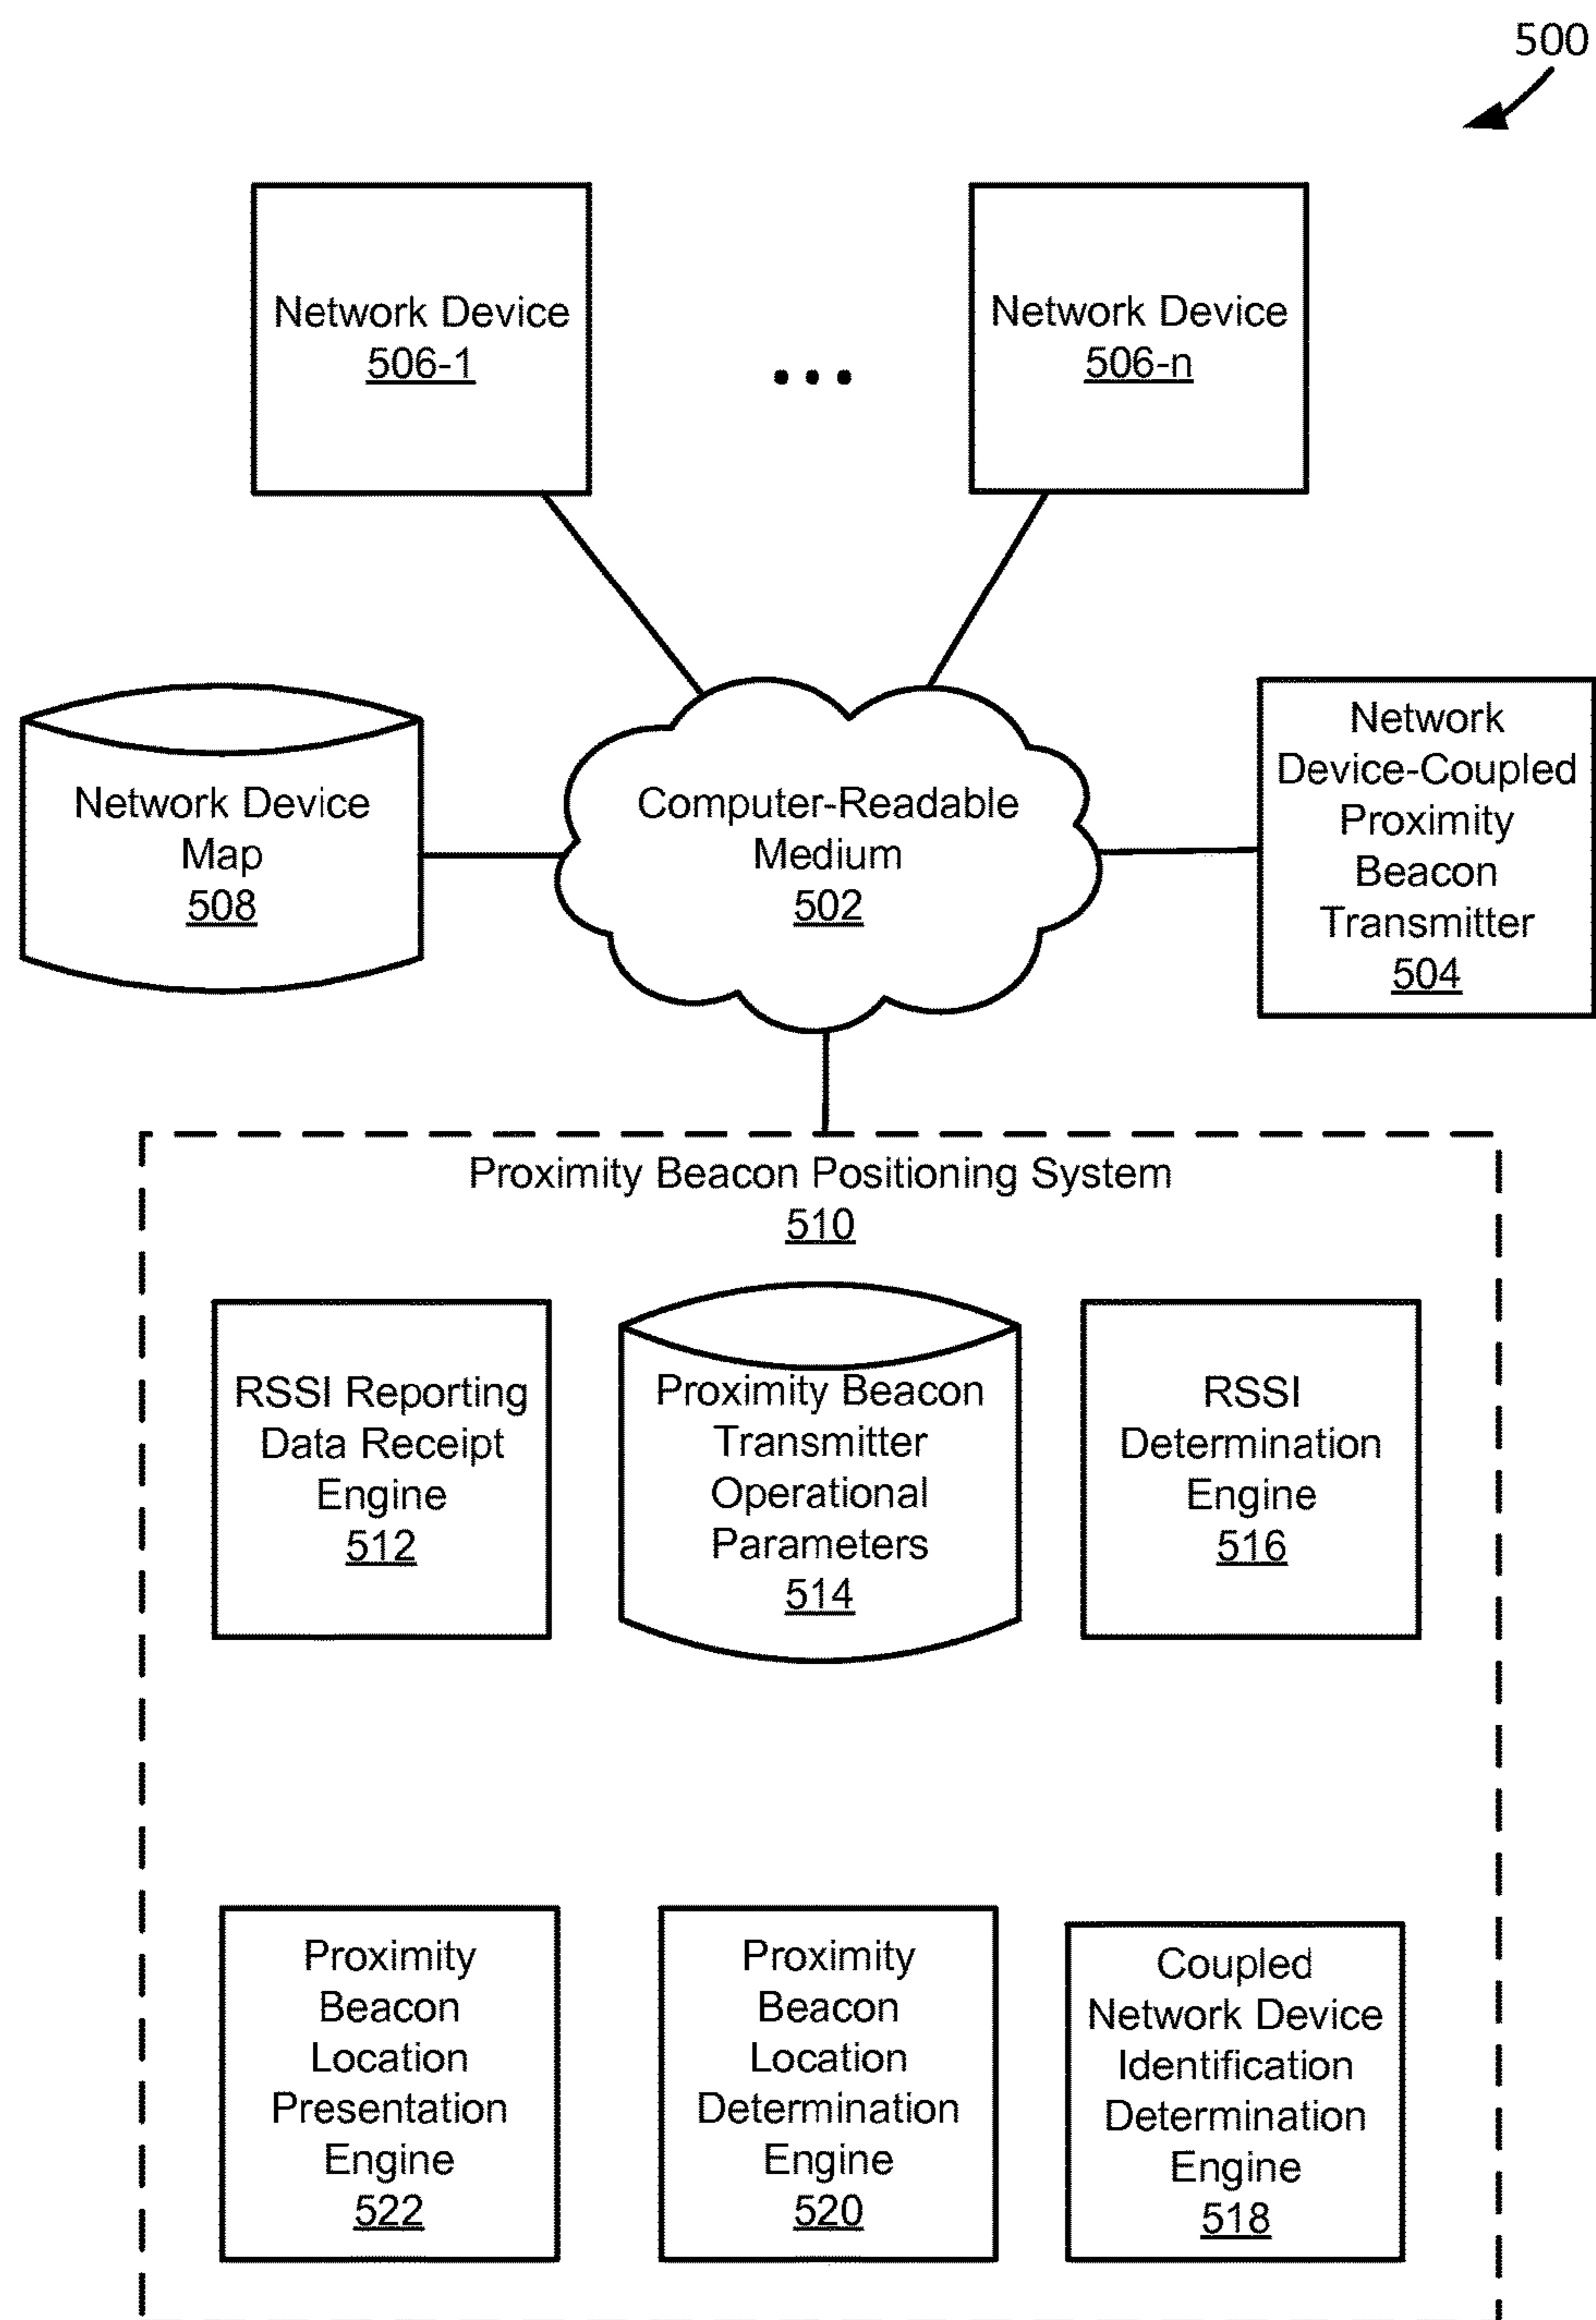 500
Network Device
506-1
...
Network Device
506-n
Network Device
Map
508
Computer-Readable
Medium
502
Network
Device-Coupled
Proximity
Beacon
Transmitter
504
Proximity Beacon Positioning System
510
RSSI Reporting
Data Receipt
Engine
512
Proximity Beacon
Transmitter
Operational
Parameters
514
RSSI
Determination
Engine
516
Proximity
Beacon
Location
Presentation
Engine
522
Proximity
Beacon
Location
Determination
Engine
520
Coupled
Network Device
Identification
Determination
Engine
518